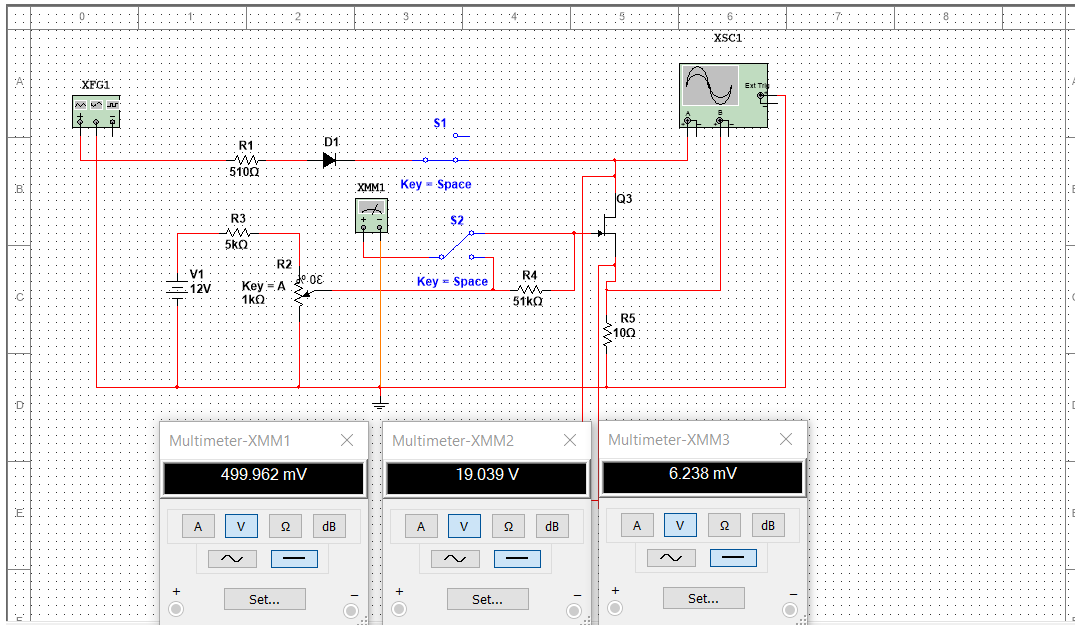 0 1 2 3 4 5 6 7 8
XSC1
A
XFG1
Ext Trig
A B
S1
R1
D1
510Ω
B
Key = Space
XMM1
Q3
R3
S2
5kΩ
R2
V1
12V
Key = A
1kΩ
Key = Space
R4
51kΩ
C
R5
10Ω
D
Multimeter-XMM1
499.962 mV
A V Ω dB
+ −
Set...
Multimeter-XMM2
19.039 V
A V Ω dB
+ −
Set...
Multimeter-XMM3
6.238 mV
A V Ω dB
+ −
Set...
E